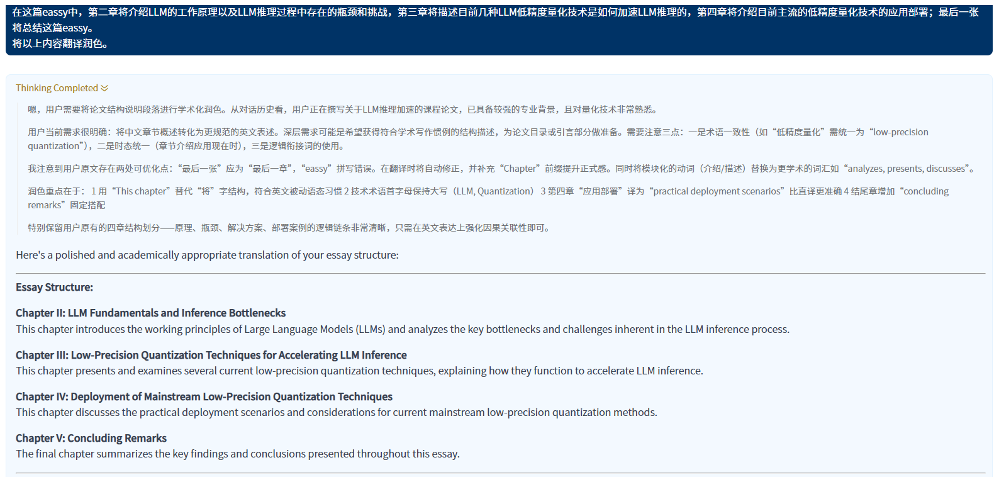 在这篇eassy中，第二章将介绍LLM的工作原理以及LLM推理过程中存在的瓶颈和挑战，第三章将描述目前几种LLM低精度量化技术是如何加速LLM推理的，第四章将介绍目前主流的低精度量化技术的应用部署；最后一张
将总结这篇eassy。
将以上内容翻译润色。
Thinking Completed
嗯，用户需要将论文结构说明段落进行学术化润色。从对话历史看，用户正在撰写关于LLM推理加速的课程论文，已具备较强的专业背景，且对量化技术非常熟悉。
用户当前需求很明确：将中文章节概述转化为更规范的英文表述。深层需求可能是希望获得符合学术写作惯例的结构描述，为论文目录或引言部分做准备。需要注意三点：一是术语一致性（如“低精度量化”需统一为“low-precision
quantization”），二是时态统一（章节介绍应用现在时），三是逻辑衔接词的使用。
我注意到用户原文存在两处可优化点：“最后一张”应为“最后一章”，“eassy”拼写错误。在翻译时将自动修正，并补充“Chapter”前缀提升正式感。同时将模块化的动词（介绍/描述）替换为更学术的词汇如“analyzes, presents, discusses”。
润色重点在于： 1 用“This chapter”替代“将”字结构，符合英文被动语态习惯 2 技术术语首字母保持大写（LLM, Quantization） 3 第四章“应用部署”译为“practical deployment scenarios”比直译更准确 4 结尾章增加“concluding
remarks”固定搭配
特别保留用户原有的四章结构划分——原理、瓶颈、解决方案、部署案例的逻辑链条非常清晰，只需在英文表达上强化因果关联性即可。
Here's a polished and academically appropriate translation of your essay structure:
Essay Structure:
Chapter II: LLM Fundamentals and Inference Bottlenecks
This chapter introduces the working principles of Large Language Models (LLMs) and analyzes the key bottlenecks and challenges inherent in the LLM inference process.
Chapter III: Low-Precision Quantization Techniques for Accelerating LLM Inference
This chapter presents and examines several current low-precision quantization techniques, explaining how they function to accelerate LLM inference.
Chapter IV: Deployment of Mainstream Low-Precision Quantization Techniques
This chapter discusses the practical deployment scenarios and considerations for current mainstream low-precision quantization methods.
Chapter V: Concluding Remarks
The final chapter summarizes the key findings and conclusions presented throughout this essay.